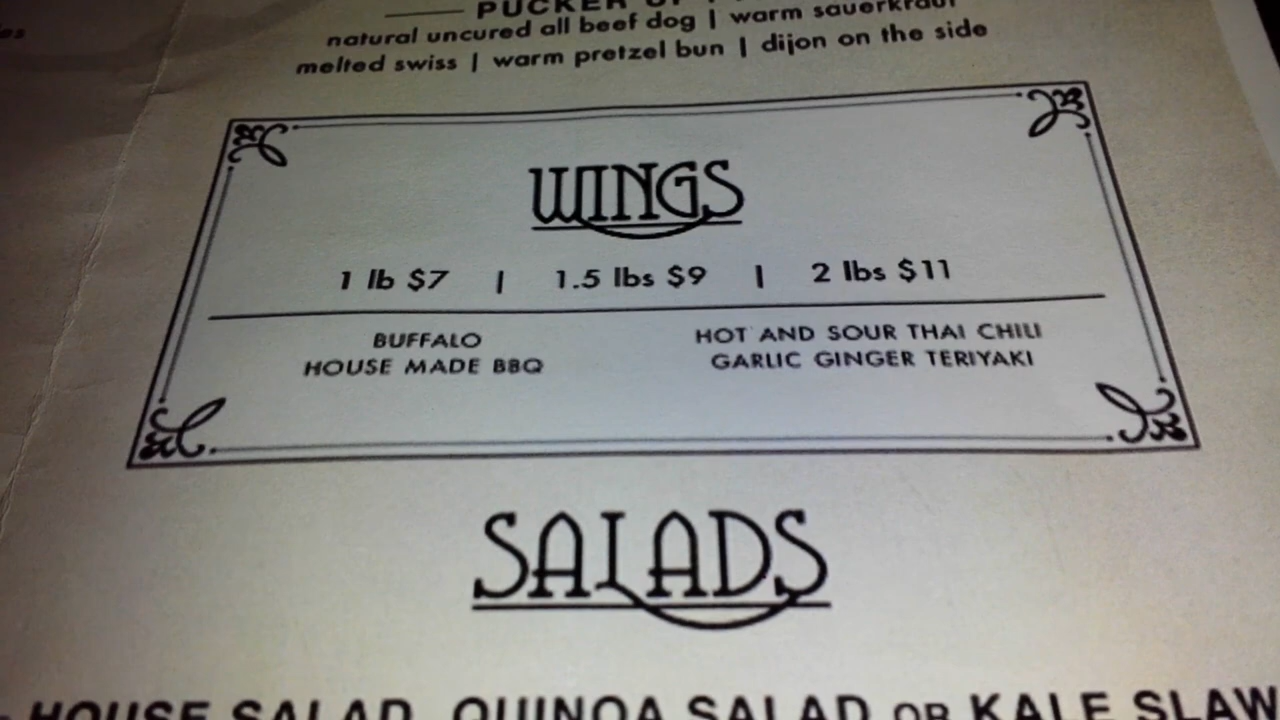 PUCKER
natural uncured all beef dog | warm sauerkraut
melted swiss | warm pretzel bun | dijon on the side
WINGS
1 lb $7 | 1.5 lbs $9 | 2 lbs $11
BUFFALO HOT AND SOUR THAI CHILI
HOUSE MADE BBQ GARLIC GINGER TERIYAKI
SALADS
HOUSE SALAD, QUINOA SALAD OR KALE SLAW